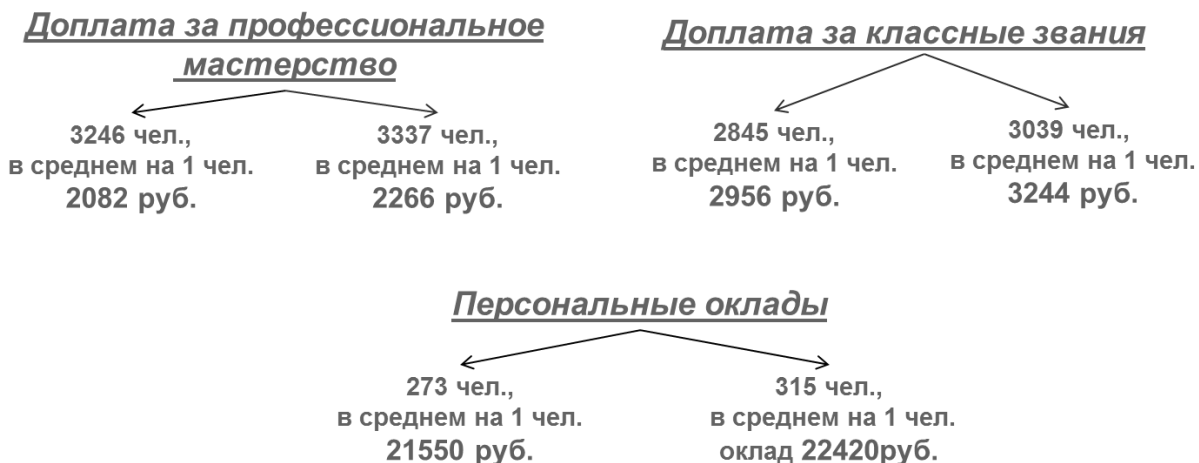 Доплата за профессиональное
мастерство
3246 чел.,
в среднем на 1 чел.
2082 руб.
3337 чел.,
в среднем на 1 чел.
2266 руб.
Доплата за классные звания
2845 чел.,
в среднем на 1 чел.
2956 руб.
3039 чел.,
в среднем на 1 чел.
3244 руб.
Персональные оклады
273 чел.,
в среднем на 1 чел.
21550 руб.
315 чел.,
в среднем на 1 чел.
оклад 22420руб.